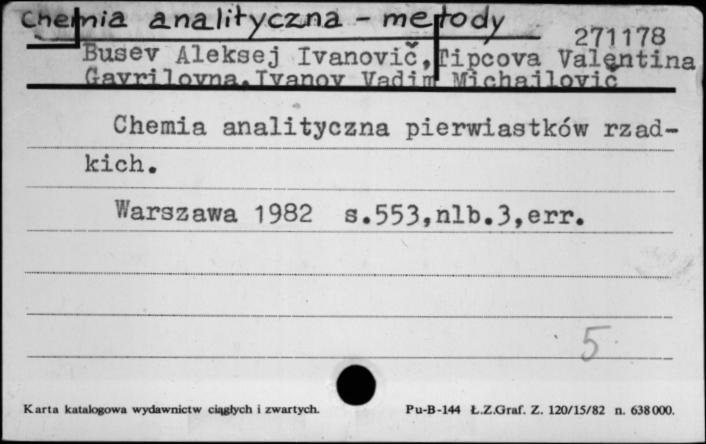 Chemia analityczna - metody
271178
Busev Aleksej Ivanovič, Tipcova Valentina
Gavrilovna, Ivanov Vadim Michajlovič
Chemia analityczna pierwiastków rzad-
kich.
Warszawa 1982 s.553,nlb.3,err.
5
Karta katalogowa wydawnictw ciągłych i zwartych. Pu-B-144 Ł.Z.Graf. Z. 120/15/82 n. 638000.